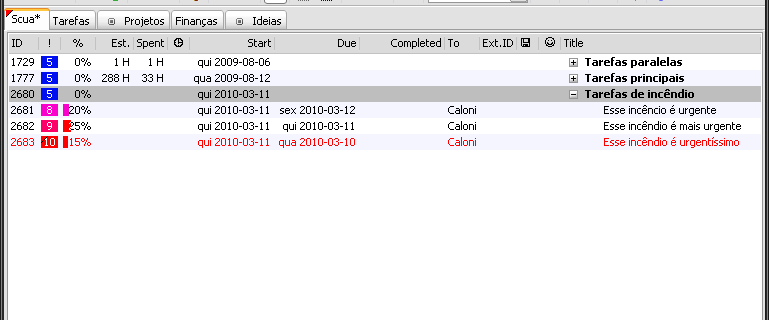 Scua* Tarefas Projetos Finanças Idéias
ID ! % Est. Spent Start Due Completed To Ext.ID Title
1729 5 0% 1 H 1 H qui 2009-08-06 Tarefas paralelas
1777 5 0% 288 H 33 H qua 2009-08-12 Tarefas principais
2680 5 0% qui 2010-03-11 Tarefas de incêndio
2681 8 20% qui 2010-03-11 sex 2010-03-12 Caloni Esse incêncio é urgente
2682 9 25% qui 2010-03-11 qui 2010-03-11 Caloni Esse incêndio é mais urgente
2683 10 15% qui 2010-03-11 qua 2010-03-10 Caloni Esse incêndio é urgentíssimo